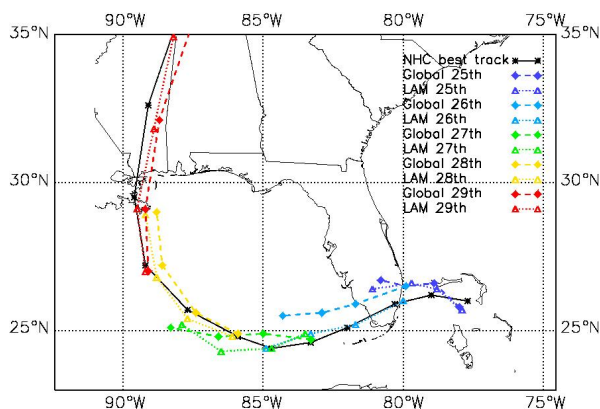 90°W 85°W 80°W 75°W
35°N 35°N
NHC best track
Global 25th
LAM 25th
Global 26th
LAM 26th
Global 27th
LAM 27th
Global 28th
LAM 28th
Global 29th
LAM 29th
30°N 30°N
25°N 25°N
90°W 85°W 80°W 75°W